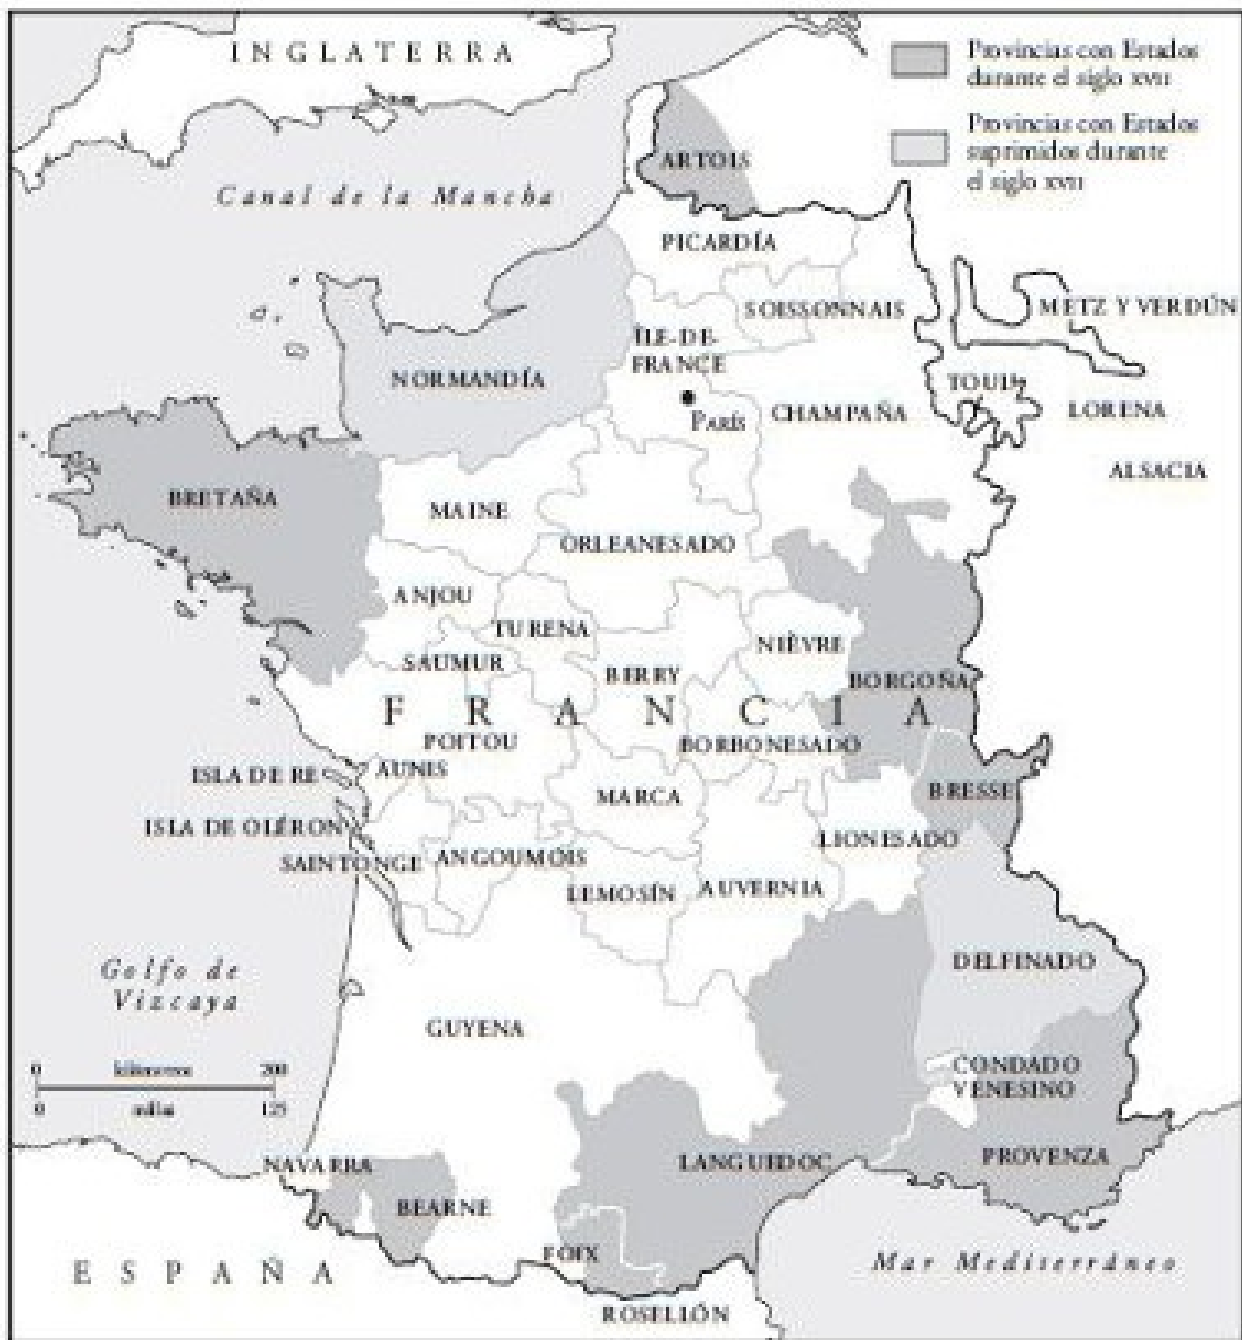 INGLATERRA
Provincias con Estados
durante el siglo XVII
Provincias con Estados
suprimidos durante
el siglo XVII
ARTOIS
Canal de la Mancha
PICARDÍA
SOISSONNAIS
METZ Y VERDÚN
ÎLE-DE-
FRANCE
NORMANDÍA
TOUL
PARÍS
CHAMPAÑA
LORENA
ALSACIA
BRETAÑA
MAINE
ORLEANESADO
ANJOU
TURENA
NIÈVRE
SAUMUR
BERRY
BORGOÑA
FRANCIA
POITOU
BORBONESADO
ISLA DE RE
AUNIS
MARCA
BRESSE
ISLA DE OLÉRON
LIONESADO
SAINTONGE
ANGOUMOIS
LEMOSÍN
AUVERNIA
DELFINADO
Golfo de
Vizcaya
GUYENA
0 kilómetros 200
0 millas 125
CONDADO
VENESINO
NAVARRA
LANGUIDOC
PROVENZA
BEARNE
FOIX
ESPAÑA
Mar Mediterráneo
ROSELLÓN